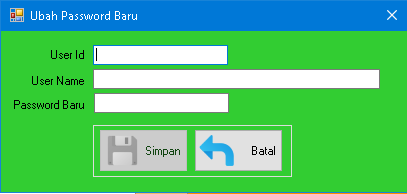 Ubah Password Baru
User Id
User Name
Password Baru
Simpan Batal